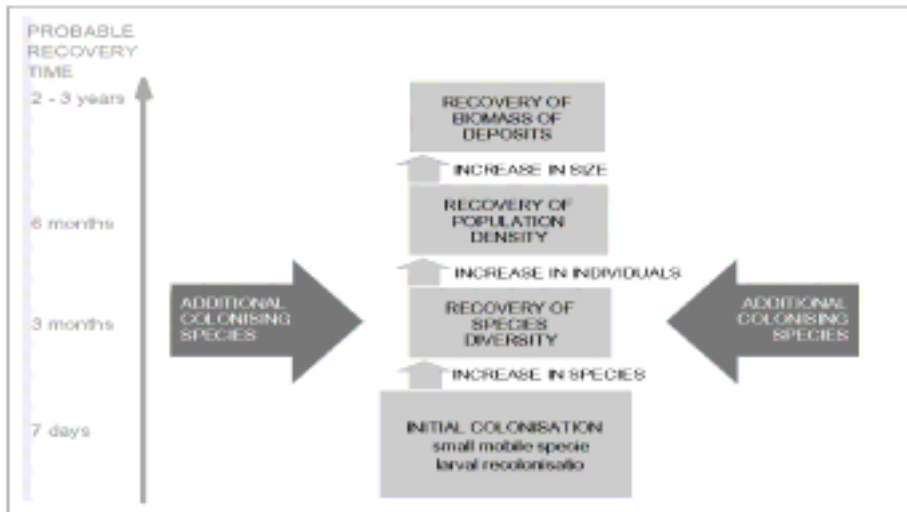 PROBABLE
RECOVERY
TIME
2 - 3 years
RECOVERY OF
BIOMASS OF
DEPOSITS
INCREASE IN SIZE
6 months
RECOVERY OF
POPULATION
DENSITY
INCREASE IN INDIVIDUALS
ADDITIONAL
COLONISING
SPECIES
3 months
RECOVERY OF
SPECIES
DIVERSITY
ADDITIONAL
COLONISING
SPECIES
INCREASE IN SPECIES
7 days
INITIAL COLONISATION
small mobile specie
larval recolonisatio